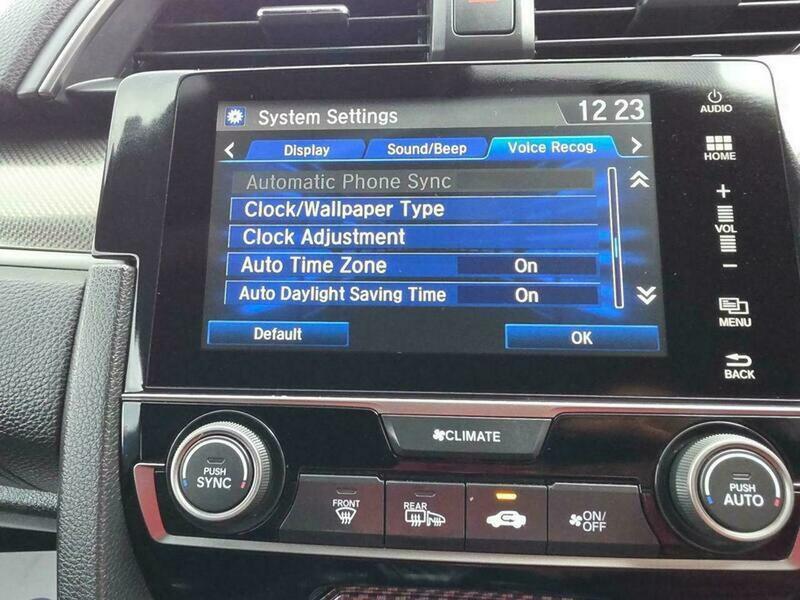 System Settings
12 23
AUDIO
Display
Sound/Beep
Voice Recog.
HOME
Automatic Phone Sync
Clock/Wallpaper Type
+
VOL
−
Clock Adjustment
Auto Time Zone On
Auto Daylight Saving Time On
MENU
Default
OK
BACK
CLIMATE
PUSH
SYNC
FRONT
REAR
ON/
OFF
PUSH
AUTO